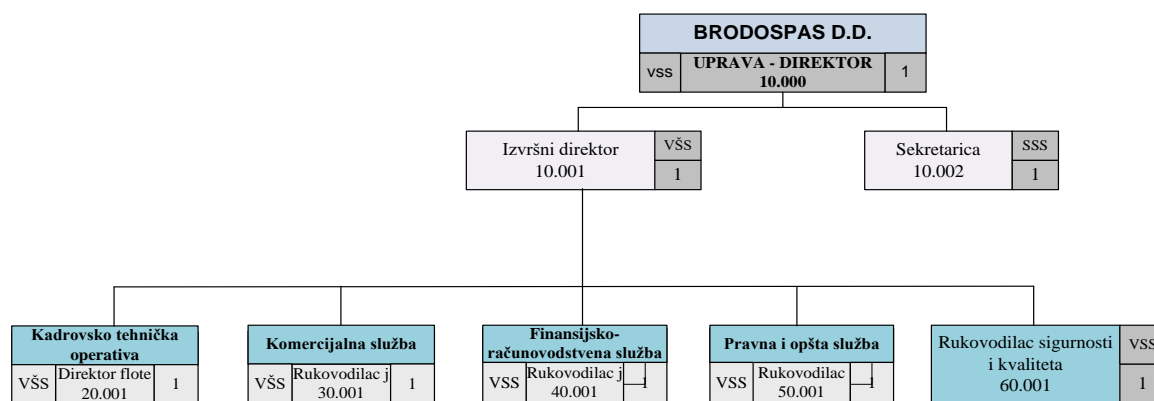 BRODOSPAS D.D.
vss
UPRAVA - DIREKTOR
10.000
1
Izvršni direktor
10.001
VŠS
1
Sekretarica
10.002
SSS
1
Kadrovsko tehnička
operativa
VŠS
Direktor flote
20.001
1
Komercijalna služba
VŠS
Rukovodilac j
30.001
1
Finansijsko-
računovodstvena služba
VSS
Rukovodilac j
40.001
1
Pravna i opšta služba
VSS
Rukovodilac
50.001
1
Rukovodilac sigurnosti
i kvaliteta
60.001
VSS
1